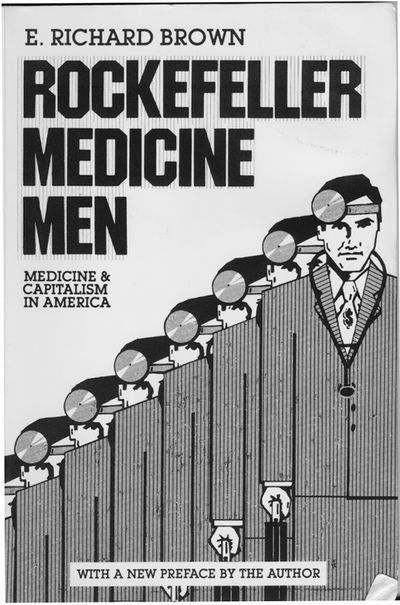 E. RICHARD BROWN
ROCKEFELLER
MEDICINE
MEN
MEDICINE &
CAPITALISM
IN AMERICA
$
WITH A NEW PREFACE BY THE AUTHOR